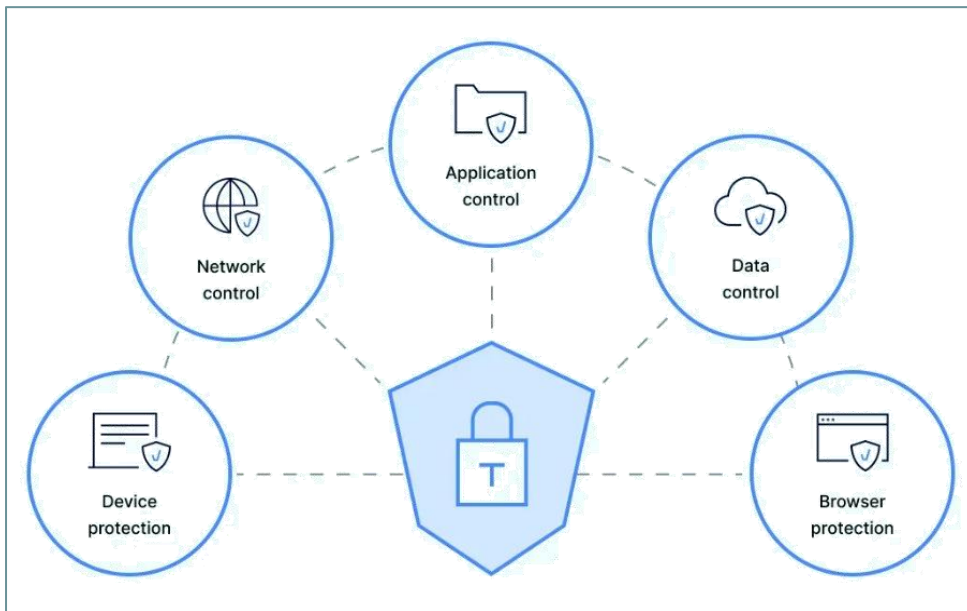 Application
control
Network
control
Data
control
T
Device
protection
Browser
protection